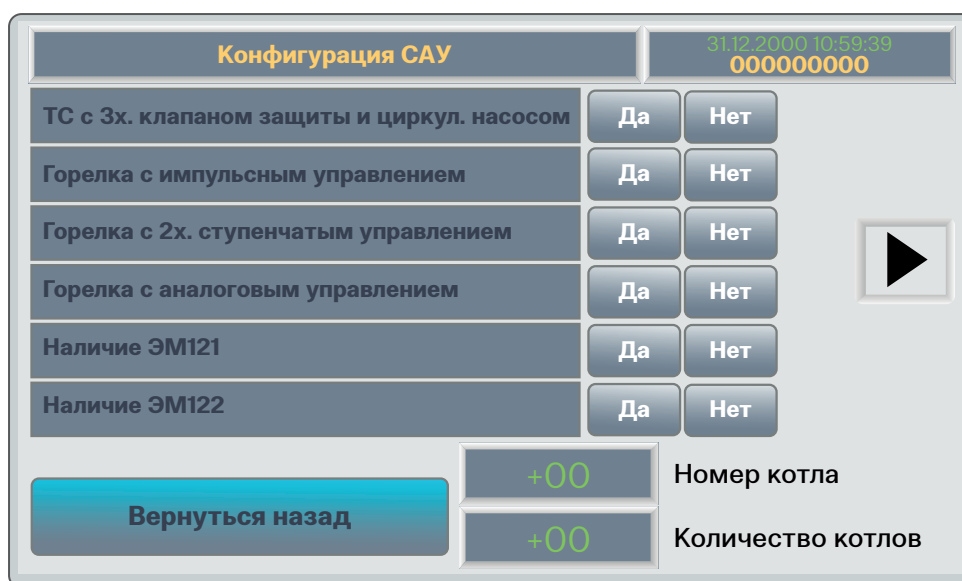 Конфигурация САУ
31.12.2000 10:59:39
000000000
ТС с 3х. клапаном защиты и циркул. насосом Да Нет
Горелка с импульсным управлением Да Нет
Горелка с 2х. ступенчатым управлением Да Нет
Горелка с аналоговым управлением Да Нет
Наличие ЭМ121 Да Нет
Наличие ЭМ122 Да Нет
+00 Номер котла
Вернуться назад
+00 Количество котлов